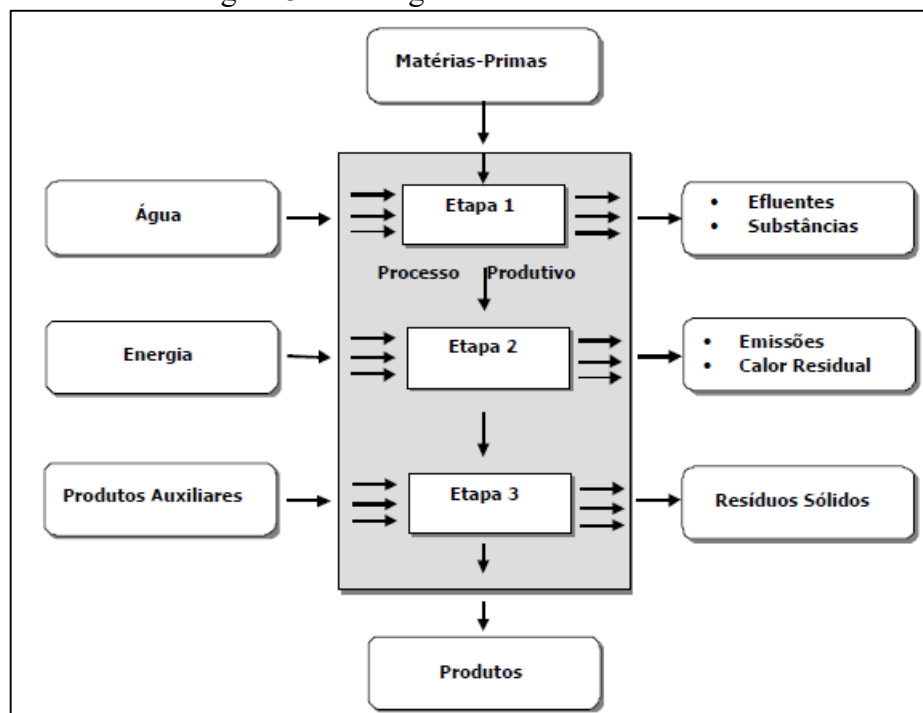 Matérias-Primas
Água
Etapa 1
• Efluentes
• Substâncias
Processo Produtivo
Energia
Etapa 2
• Emissões
• Calor Residual
Produtos Auxiliares
Etapa 3
Resíduos Sólidos
Produtos